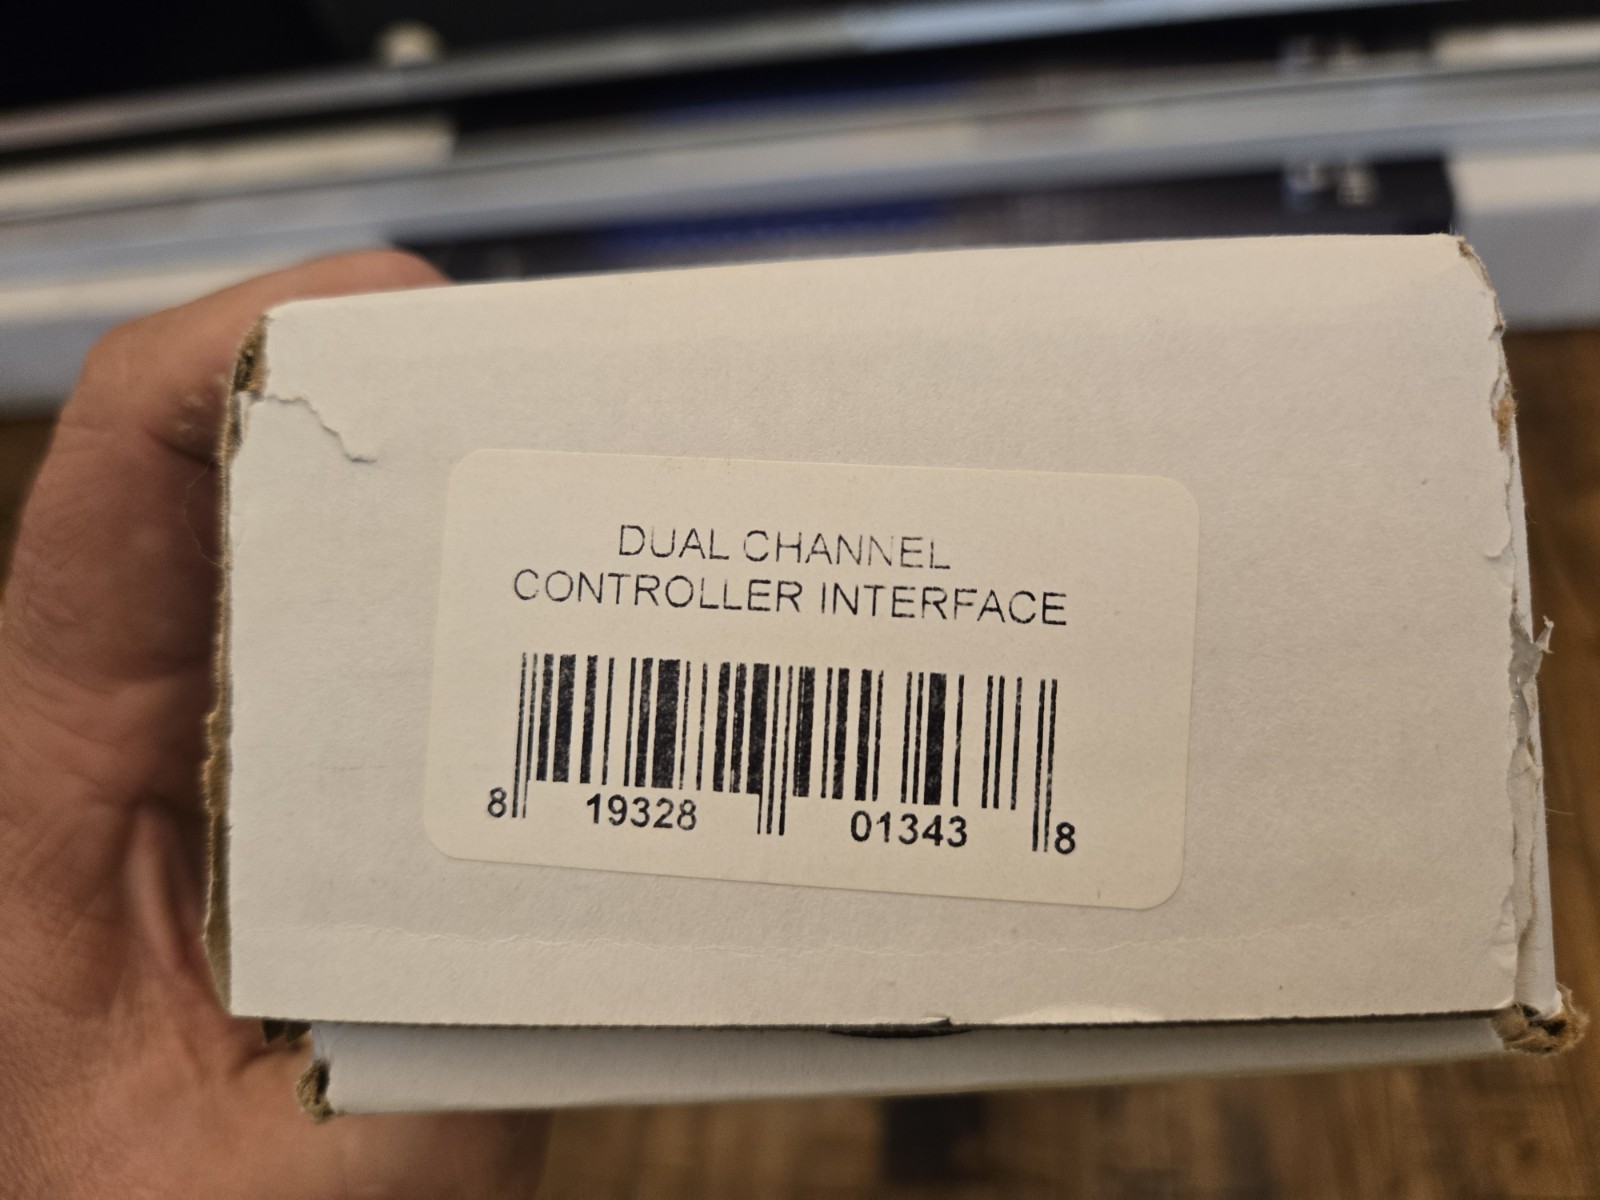 DUAL CHANNEL
CONTROLLER INTERFACE
8 19328 01343 8